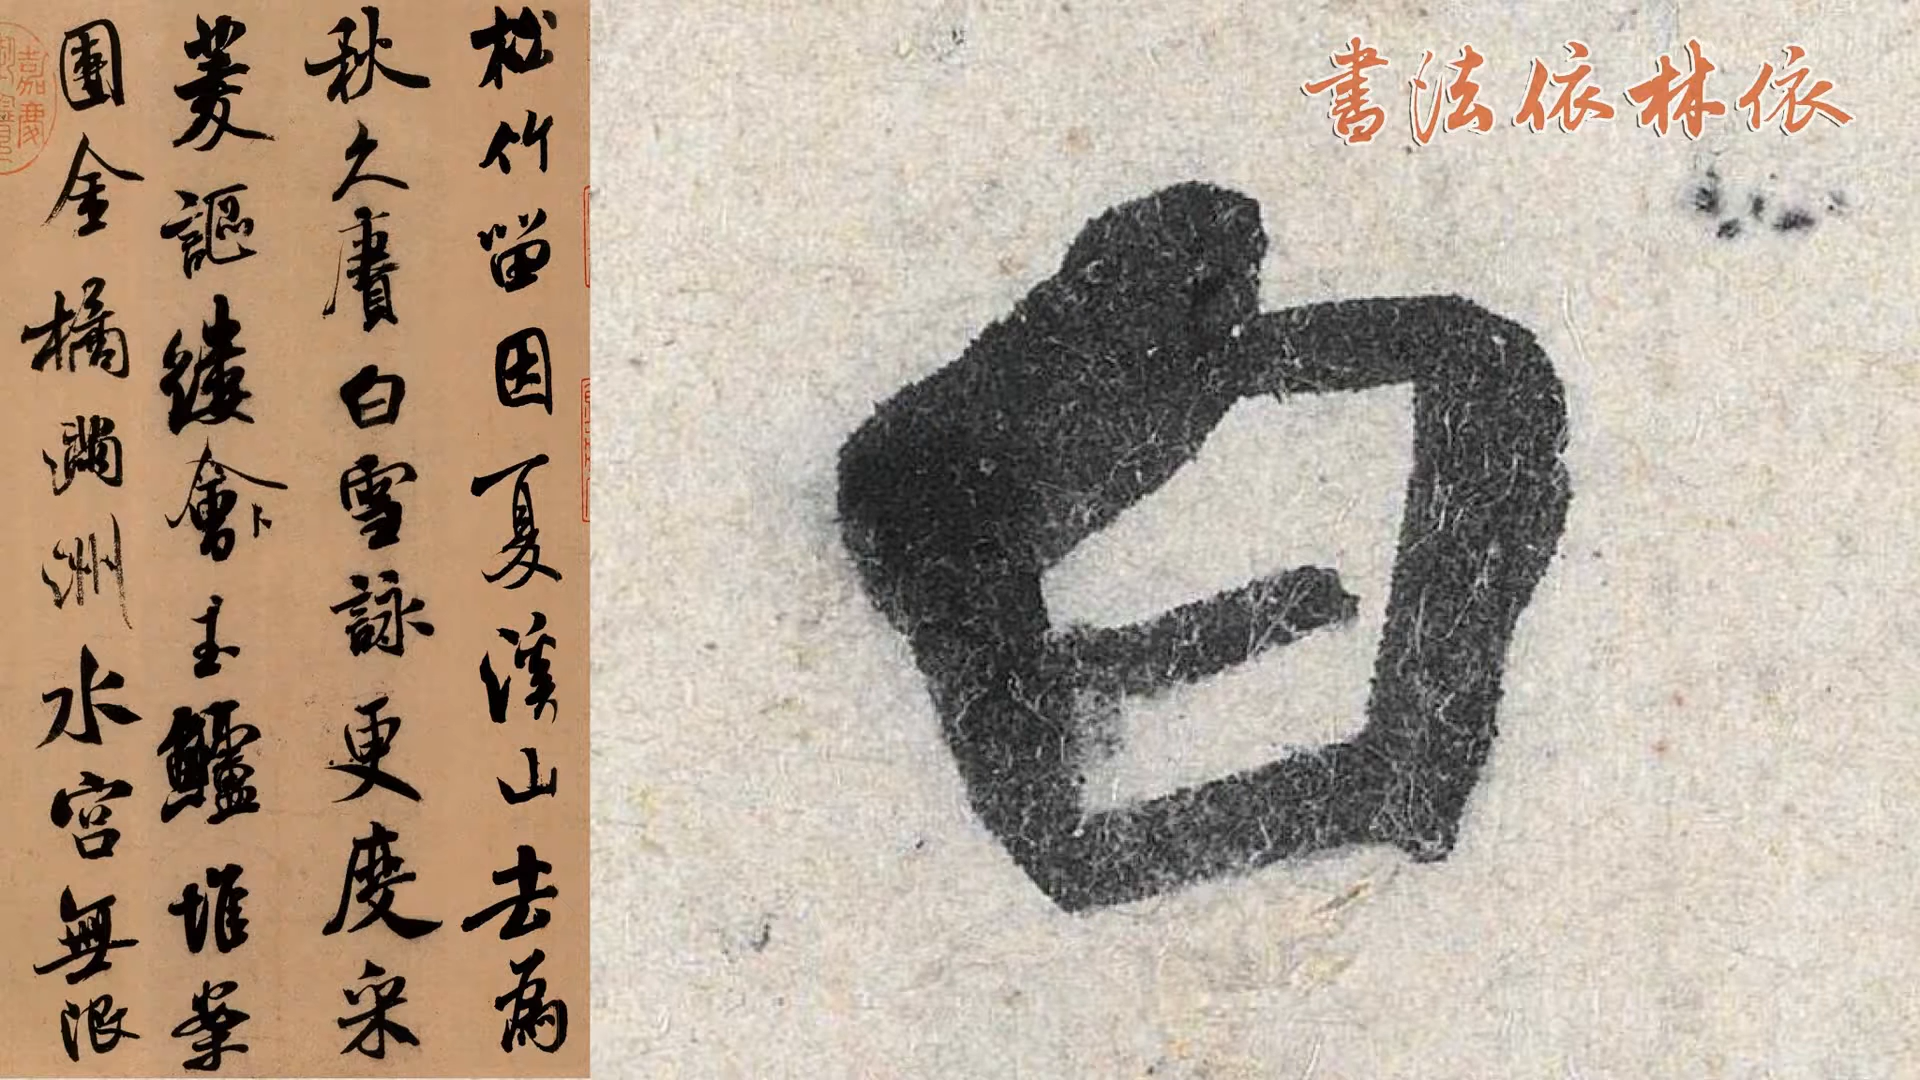 書法依林依
松竹留因夏溪山去為
秋久賡白雪詠更度采
菱謳縷會玉鱸堆案
團金橘滿洲水宮無限
白
嘉慶